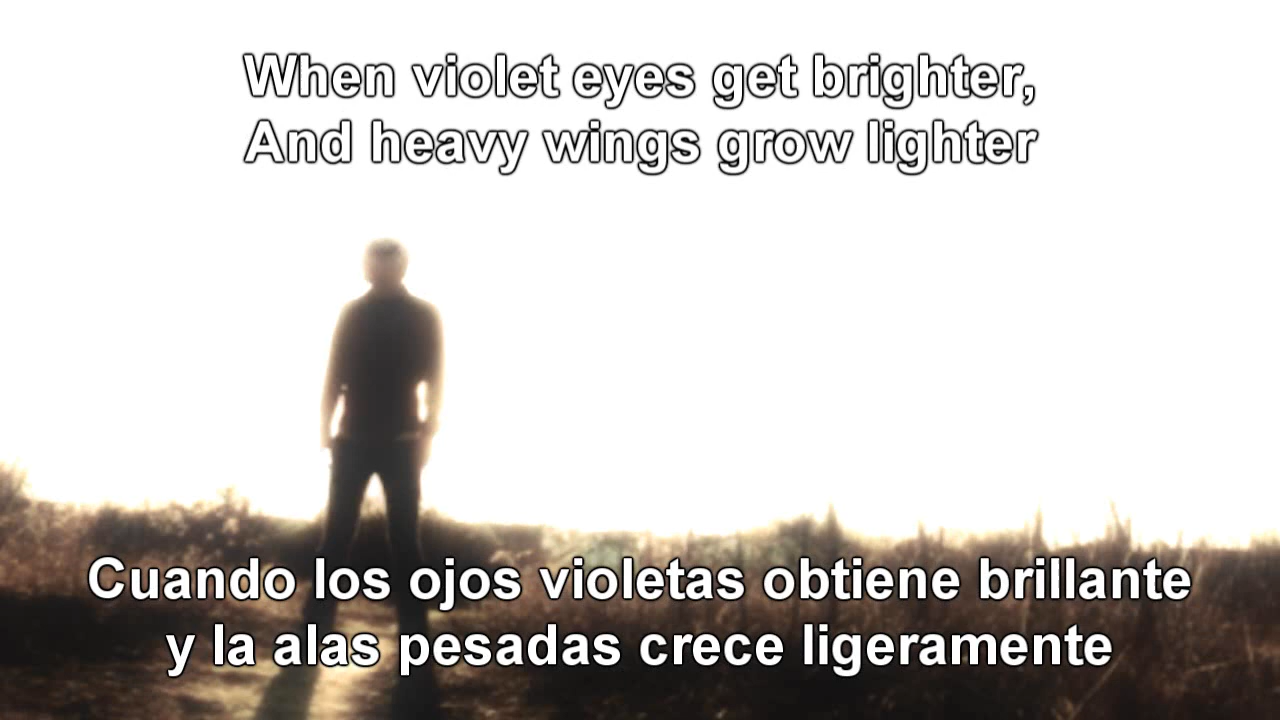 When violet eyes get brighter,
And heavy wings grow lighter
Cuando los ojos violetas obtiene brillante
y la alas pesadas crece ligeramente